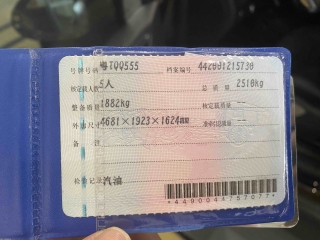 号牌号码 粤TQQ555 档案编号 442001215730
核定载人数 5人 总质量 2518kg
整备质量 1882kg 核定载质量 --
外廓尺寸 4681×1923×1624mm 准牵引总质量 --
备注
检验记录 汽油
*4490044757077*